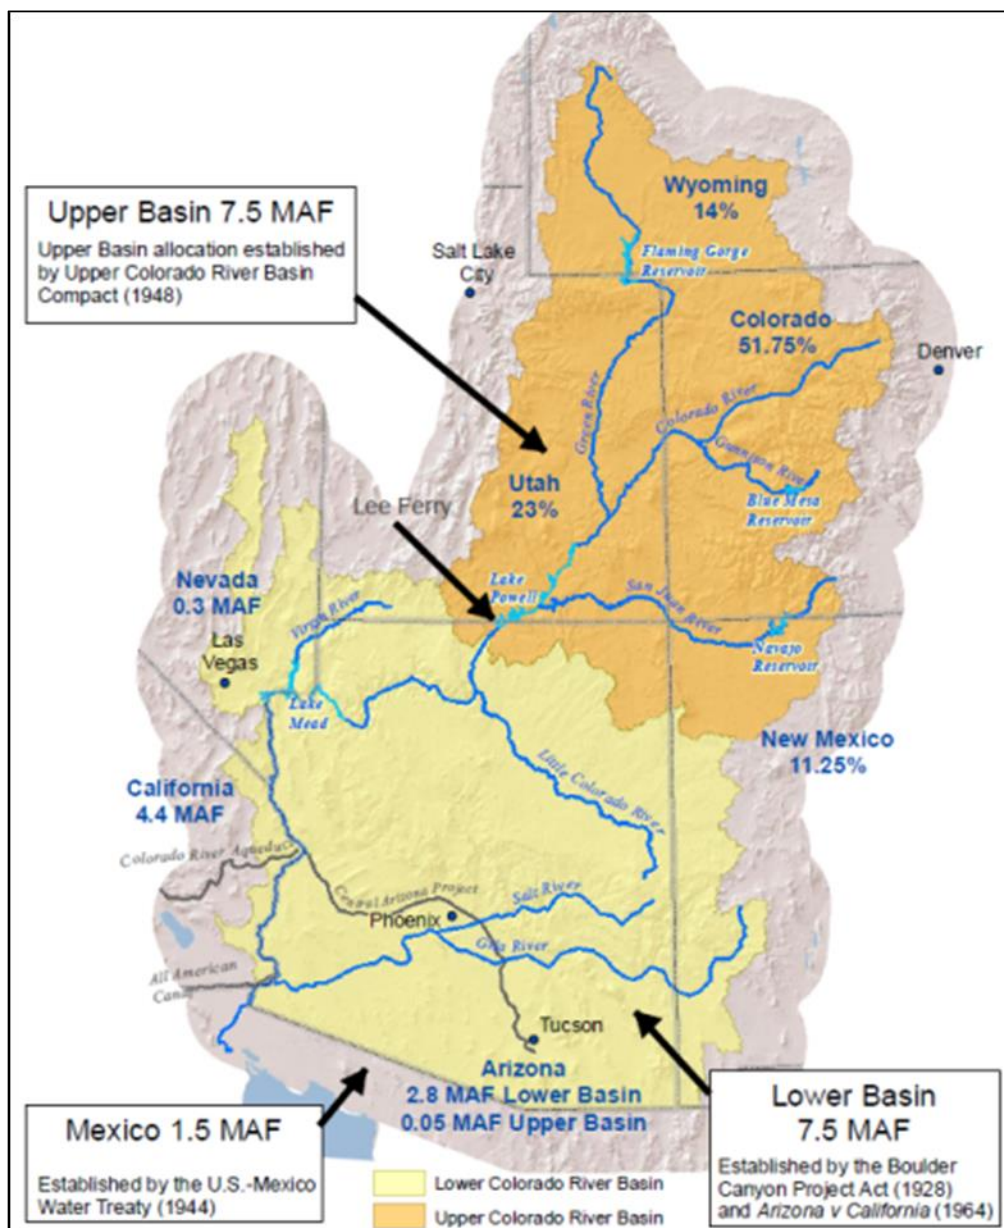 Wyoming
14%
Upper Basin 7.5 MAF
Upper Basin allocation established
by Upper Colorado River Basin
Compact (1948)
Salt Lake
City
Flaming Gorge
Reservoir
Colorado
51.75%
Denver
Green River
Colorado River
Gunnison River
Blue Mesa
Reservoir
Utah
23%
Lee Ferry
Lake
Powell
San Juan River
Navajo
Reservoir
Nevada
0.3 MAF
Virgin River
Las
Vegas
Lake
Mead
New Mexico
11.25%
Little Colorado River
California
4.4 MAF
Colorado River Aqueduct
Central Arizona Project
Salt River
Phoenix
Gila River
All American
Canal
Tucson
Arizona
2.8 MAF Lower Basin
0.05 MAF Upper Basin
Mexico 1.5 MAF
Established by the U.S.-Mexico
Water Treaty (1944)
Lower Basin
7.5 MAF
Established by the Boulder
Canyon Project Act (1928)
and Arizona v California (1964)
Lower Colorado River Basin
Upper Colorado River Basin